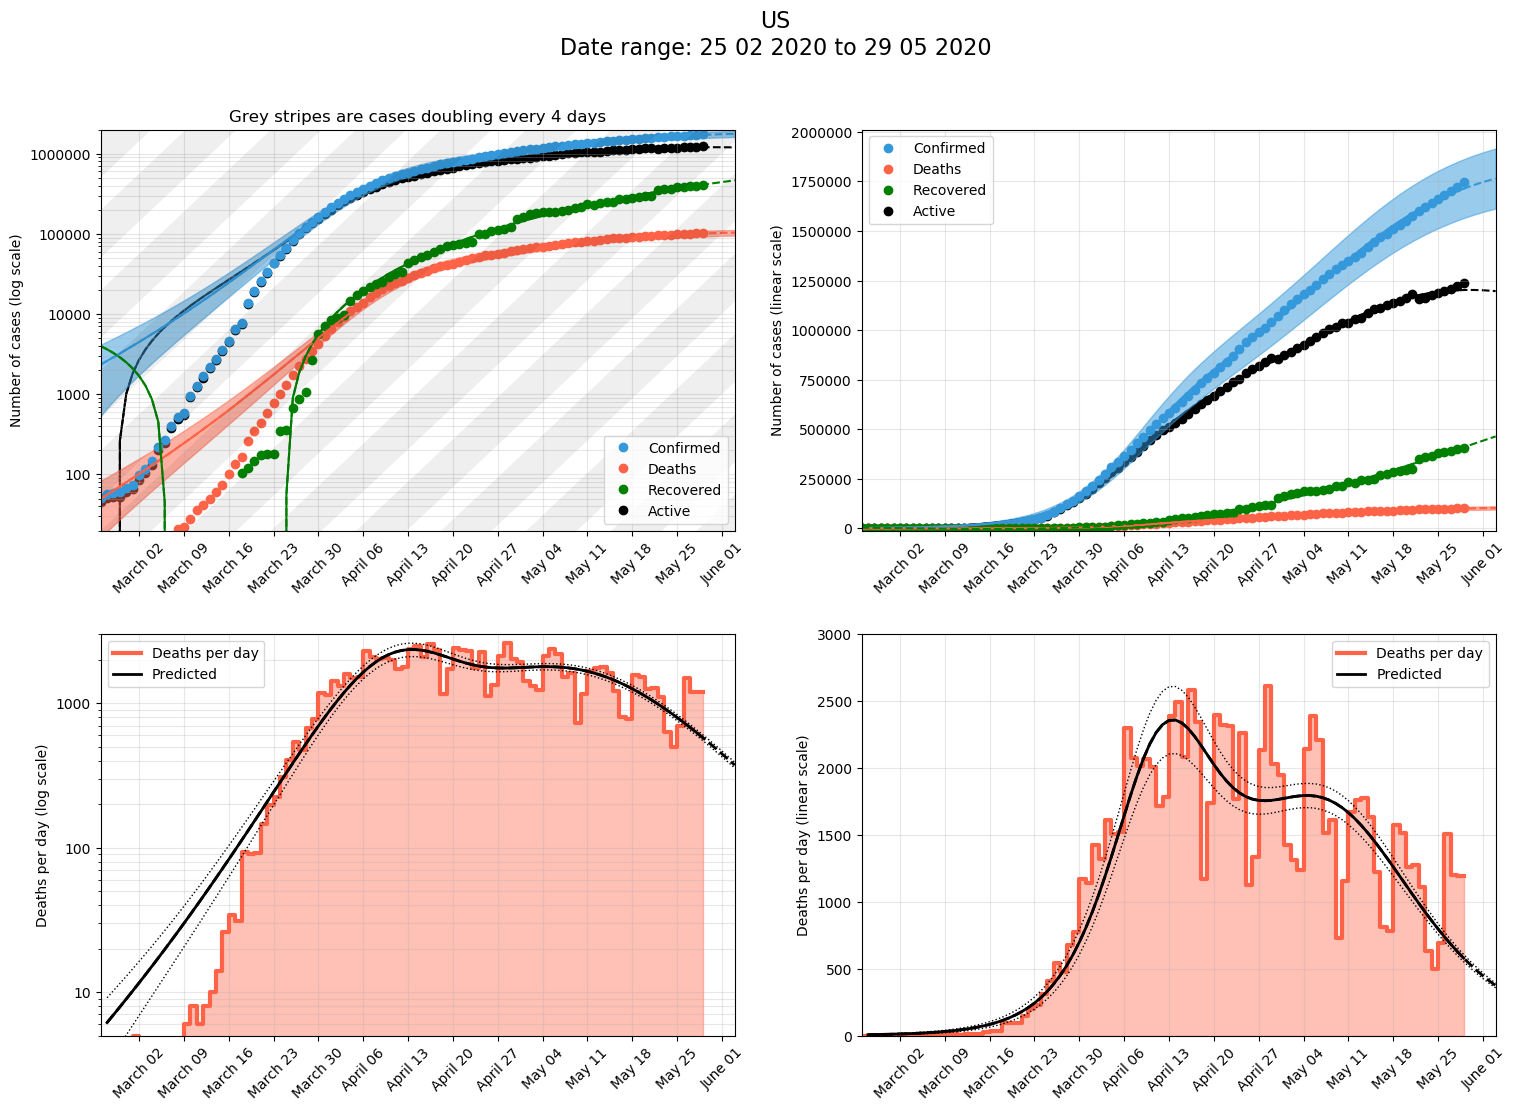 US
Date range: 25 02 2020 to 29 05 2020
Grey stripes are cases doubling every 4 days
Number of cases (log scale)
1000000
100000
10000
1000
100
Confirmed
Deaths
Recovered
Active
March 02
March 09
March 16
March 23
March 30
April 06
April 13
April 20
April 27
May 04
May 11
May 18
May 25
June 01
Number of cases (linear scale)
2000000
1750000
1500000
1250000
1000000
750000
500000
250000
0
Confirmed
Deaths
Recovered
Active
March 02
March 09
March 16
March 23
March 30
April 06
April 13
April 20
April 27
May 04
May 11
May 18
May 25
June 01
Deaths per day (log scale)
1000
100
10
Deaths per day
Predicted
March 02
March 09
March 16
March 23
March 30
April 06
April 13
April 20
April 27
May 04
May 11
May 18
May 25
June 01
Deaths per day (linear scale)
3000
2500
2000
1500
1000
500
0
Deaths per day
Predicted
March 02
March 09
March 16
March 23
March 30
April 06
April 13
April 20
April 27
May 04
May 11
May 18
May 25
June 01